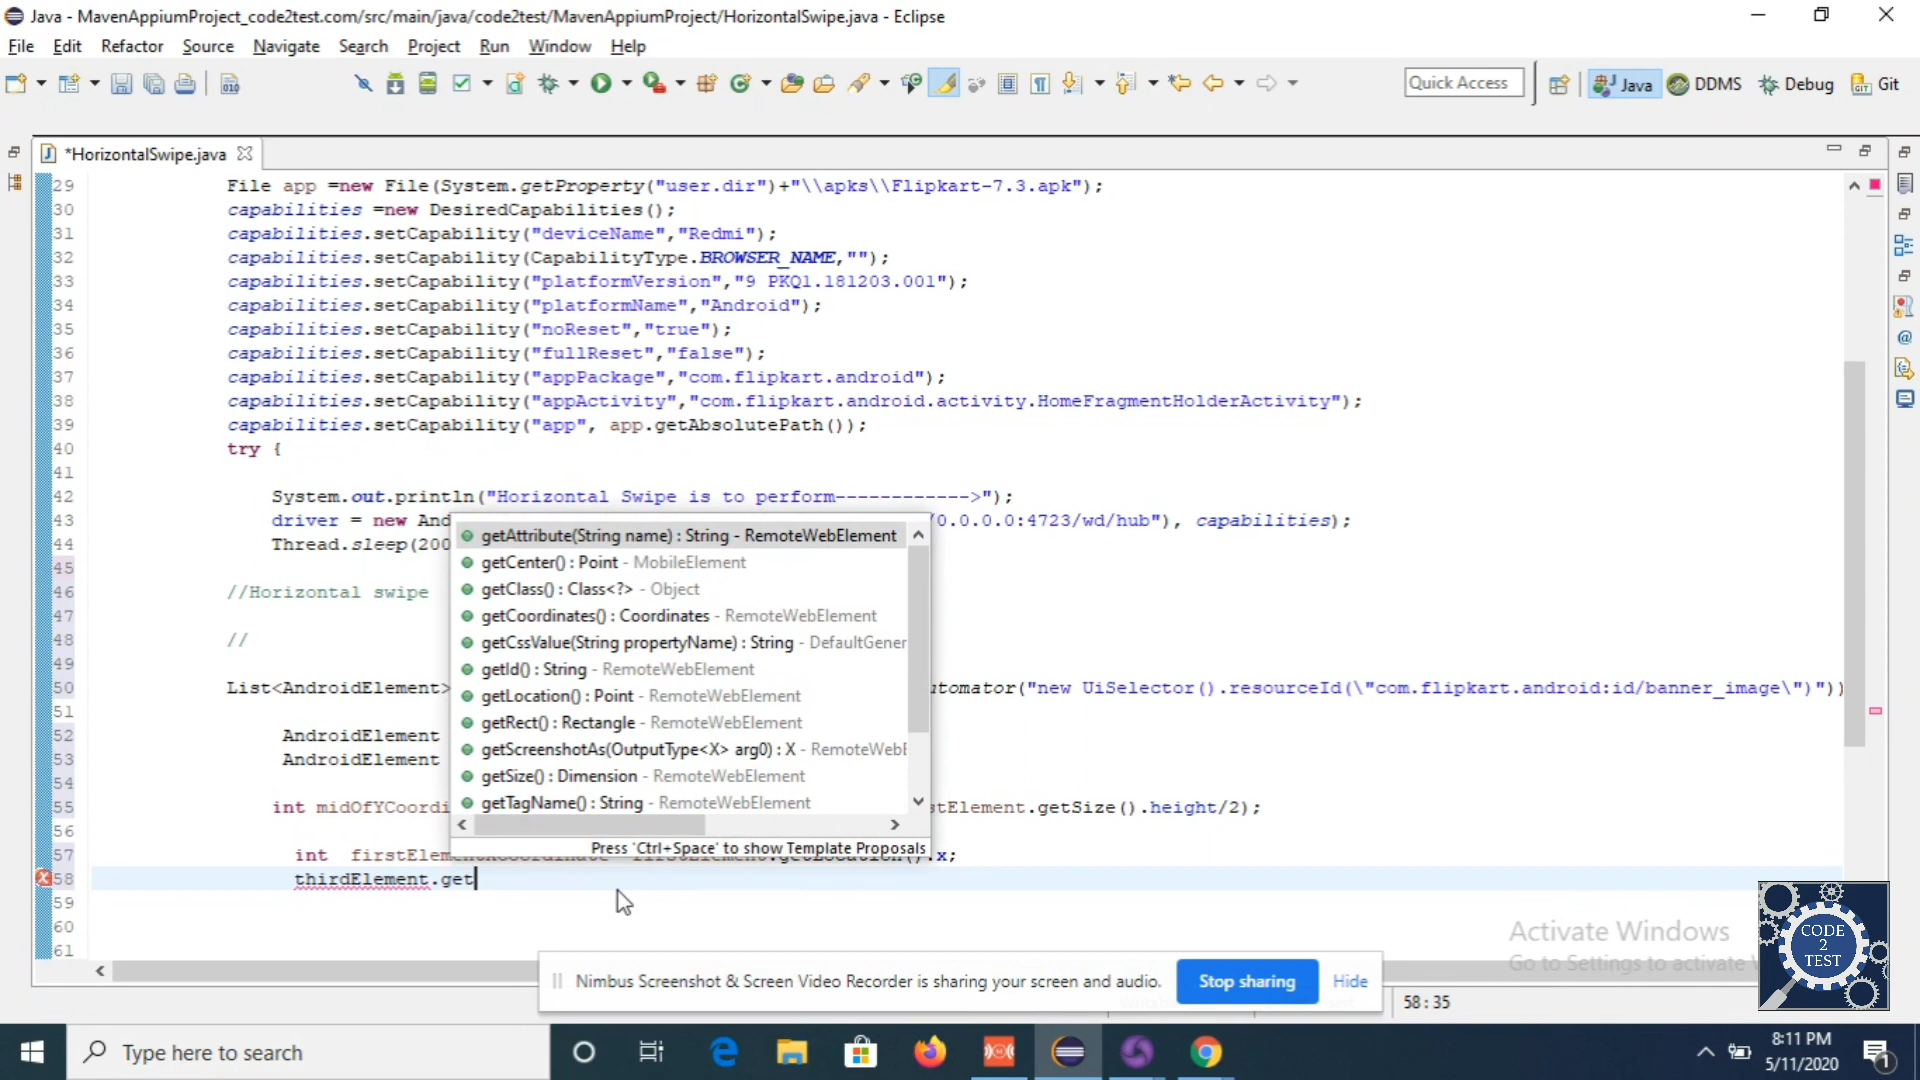 Java - MavenAppiumProject_code2test.com/src/main/java/code2test/MavenAppiumProject/HorizontalSwipe.java - Eclipse
File Edit Refactor Source Navigate Search Project Run Window Help
Quick Access Java DDMS Debug Git
*HorizontalSwipe.java
29 File app =new File(System.getProperty("user.dir")+"\\apks\\Flipkart-7.3.apk");
30 capabilities =new DesiredCapabilities();
31 capabilities.setCapability("deviceName","Redmi");
32 capabilities.setCapability(CapabilityType.BROWSER_NAME,"");
33 capabilities.setCapability("platformVersion","9 PKQ1.181203.001");
34 capabilities.setCapability("platformName","Android");
35 capabilities.setCapability("noReset","true");
36 capabilities.setCapability("fullReset","false");
37 capabilities.setCapability("appPackage","com.flipkart.android");
38 capabilities.setCapability("appActivity","com.flipkart.android.activity.HomeFragmentHolderActivity");
39 capabilities.setCapability("app", app.getAbsolutePath());
40 try {
41
42 System.out.println("Horizontal Swipe is to perform------------>");
43 driver = new And /0.0.0.0:4723/wd/hub"), capabilities);
44 Thread.sleep(200
45
46 //Horizontal swipe
47
48 //
49
50 List<AndroidElement> utomator("new UiSelector().resourceId(\"com.flipkart.android:id/banner_image\")"))
51
52 AndroidElement
53 AndroidElement
54
55 int midOfYCoordi stElement.getSize().height/2);
56
57 int .x;
58 thirdElement.get
59
60
61
getAttribute(String name) : String - RemoteWebElement
getCenter() : Point - MobileElement
getClass() : Class<?> - Object
getCoordinates() : Coordinates - RemoteWebElement
getCssValue(String propertyName) : String - DefaultGener
getId() : String - RemoteWebElement
getLocation() : Point - RemoteWebElement
getRect() : Rectangle - RemoteWebElement
getScreenshotAs(OutputType<X> arg0) : X - RemoteWebE
getSize() : Dimension - RemoteWebElement
getTagName() : String - RemoteWebElement
Press 'Ctrl+Space' to show Template Proposals
Activate Windows
Go to Settings to activate
CODE
2
TEST
Nimbus Screenshot & Screen Video Recorder is sharing your screen and audio. Stop sharing Hide
58 : 35
Type here to search
8:11 PM
5/11/2020
1